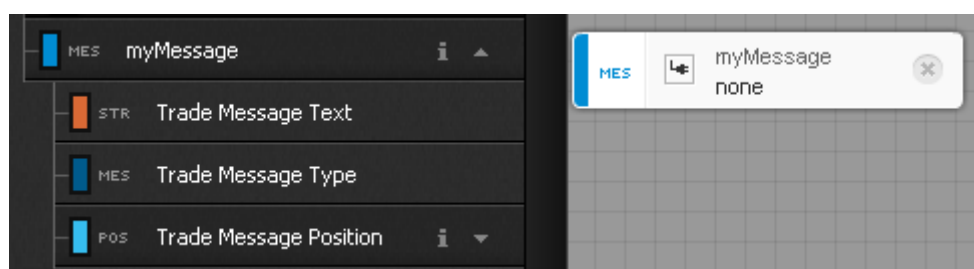 MES myMessage i
STR Trade Message Text
MES Trade Message Type
POS Trade Message Position i
MES myMessage
none